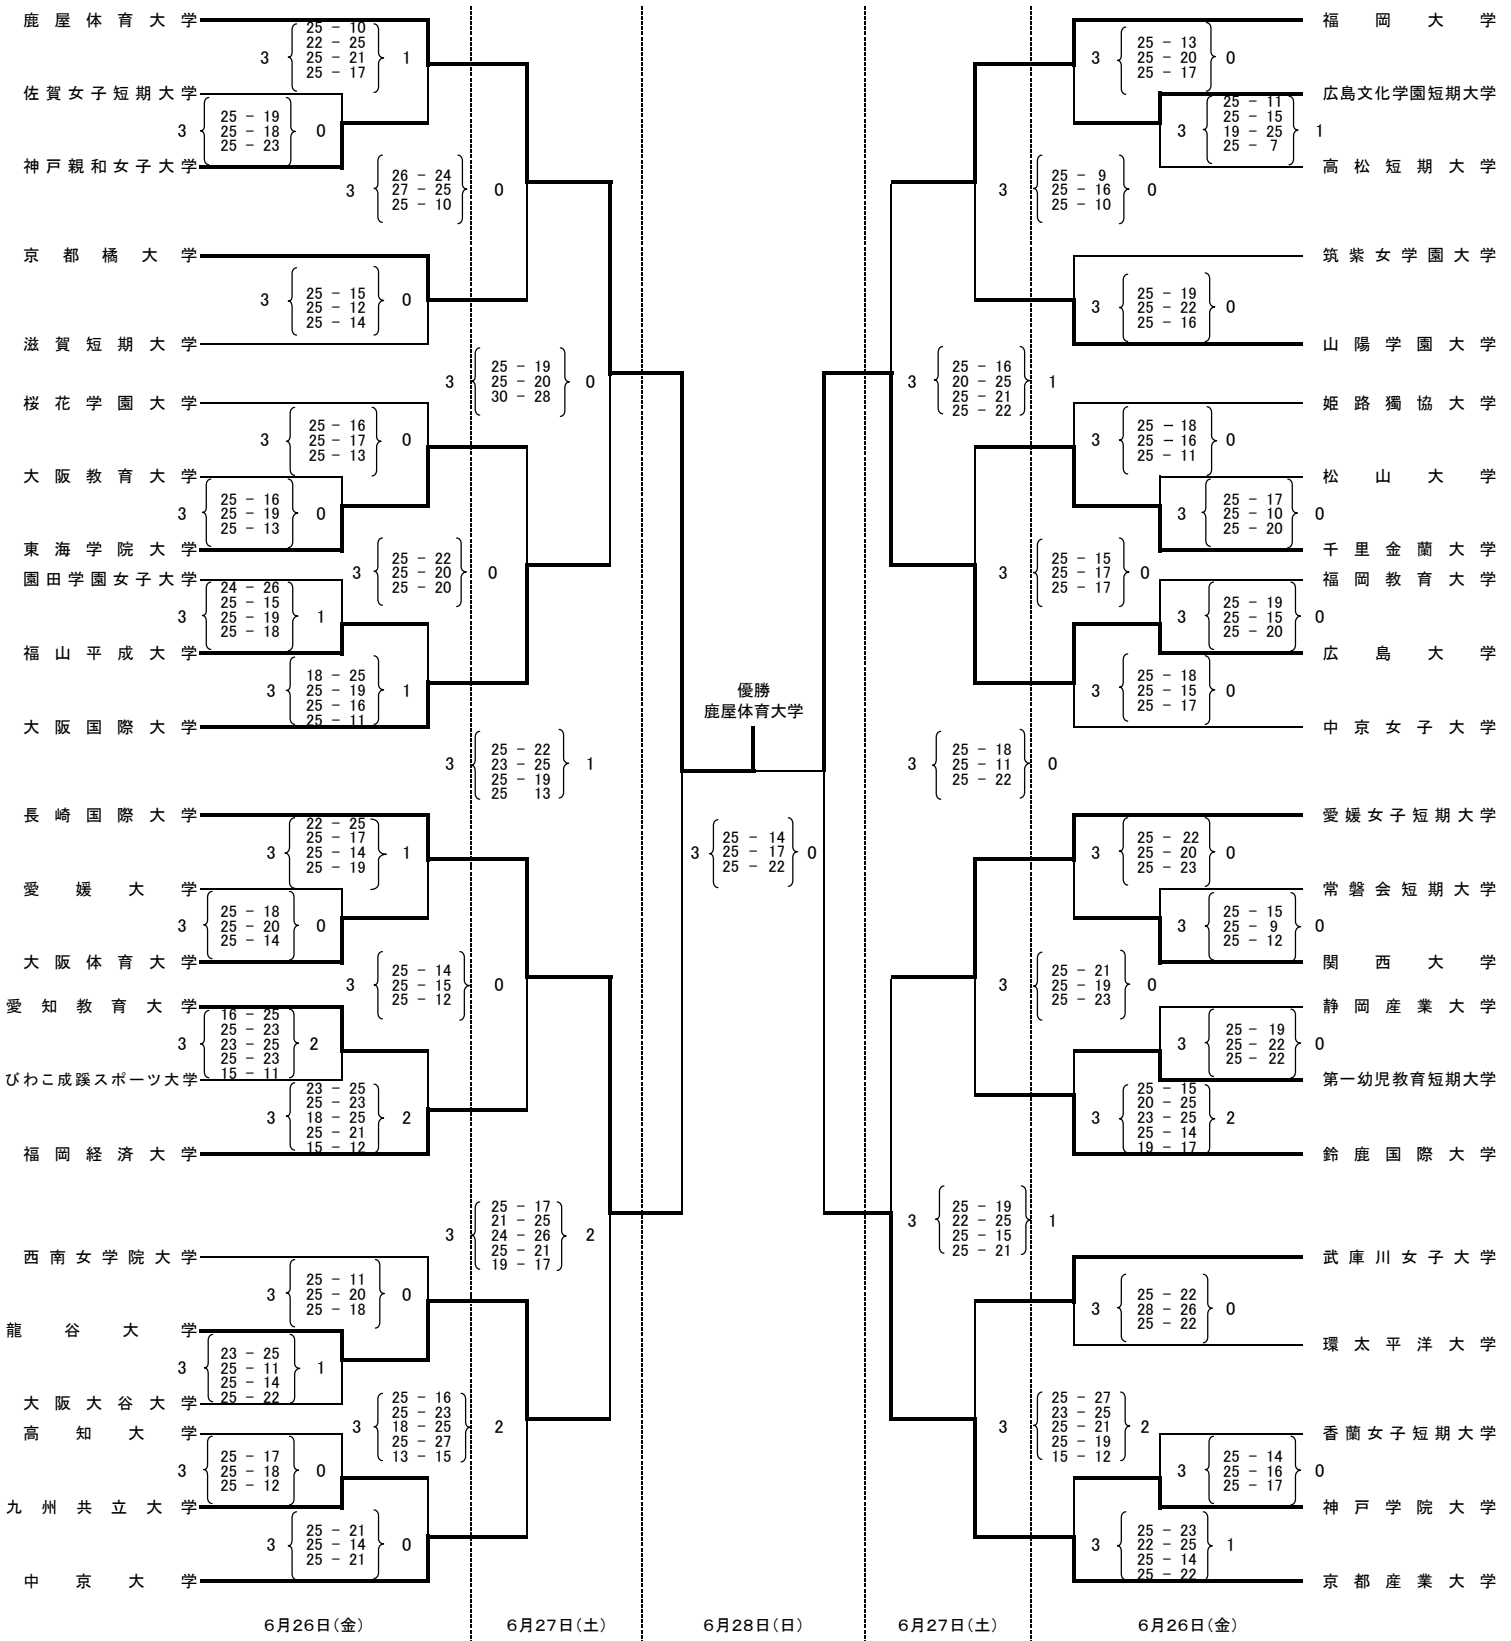 鹿屋体育大学
3 25 - 10 1
22 - 25
25 - 21
25 - 17
佐賀女子短期大学
3 25 - 19 0
25 - 18
25 - 23
神戸親和女子大学
3 26 - 24 0
27 - 25
25 - 10
京都橘大学
3 25 - 15 0
25 - 12
25 - 14
滋賀短期大学
3 25 - 19 0
25 - 20
30 - 28
桜花学園大学
3 25 - 16 0
25 - 17
25 - 13
大阪教育大学
3 25 - 16 0
25 - 19
25 - 13
東海学院大学
3 25 - 22 0
25 - 20
25 - 20
園田学園女子大学
3 24 - 26 1
25 - 15
25 - 19
25 - 18
福山平成大学
3 18 - 25 1
25 - 19
25 - 16
25 - 11
大阪国際大学
3 25 - 22 1
23 - 25
25 - 19
25 13
長崎国際大学
3 22 - 25 1
25 - 17
25 - 14
25 - 19
愛媛大学
3 25 - 18 0
25 - 20
25 - 14
大阪体育大学
3 25 - 14 0
25 - 15
25 - 12
愛知教育大学
3 16 - 25 2
25 - 23
23 - 25
25 - 23
15 - 11
びわこ成蹊スポーツ大学
3 23 - 25 2
25 - 23
18 - 25
25 - 21
15 - 12
福岡経済大学
3 25 - 17 2
21 - 25
24 - 26
25 - 21
19 - 17
西南女学院大学
3 25 - 11 0
25 - 20
25 - 18
龍谷大学
3 23 - 25 1
25 - 11
25 - 14
25 - 22
大阪大谷大学
3 25 - 16 2
25 - 23
18 - 25
25 - 27
13 - 15
高知大学
3 25 - 17 0
25 - 18
25 - 12
九州共立大学
3 25 - 21 0
25 - 14
25 - 21
中京大学
優勝
鹿屋体育大学
3 25 - 14 0
25 - 17
25 - 22
福岡大学
3 25 - 13 0
25 - 20
25 - 17
広島文化学園短期大学
3 25 - 11 1
25 - 15
19 - 25
25 - 7
高松短期大学
3 25 - 9 0
25 - 16
25 - 10
筑紫女学園大学
3 25 - 19 0
25 - 22
25 - 16
山陽学園大学
3 25 - 16 1
20 - 25
25 - 21
25 - 22
姫路獨協大学
3 25 - 18 0
25 - 16
25 - 11
松山大学
3 25 - 17 0
25 - 10
25 - 20
千里金蘭大学
3 25 - 15 0
25 - 17
25 - 17
福岡教育大学
3 25 - 19 0
25 - 15
25 - 20
広島大学
3 25 - 18 0
25 - 15
25 - 17
中京女子大学
3 25 - 18 0
25 - 11
25 - 22
愛媛女子短期大学
3 25 - 22 0
25 - 20
25 - 23
常磐会短期大学
3 25 - 15 0
25 - 9
25 - 12
関西大学
3 25 - 21 0
25 - 19
25 - 23
静岡産業大学
3 25 - 19 0
25 - 22
25 - 22
第一幼児教育短期大学
3 25 - 15 2
20 - 25
23 - 25
25 - 14
19 - 17
鈴鹿国際大学
3 25 - 19 1
22 - 25
25 - 15
25 - 21
武庫川女子大学
3 25 - 22 0
28 - 26
25 - 22
環太平洋大学
3 25 - 27 2
23 - 25
25 - 21
25 - 19
15 - 12
香蘭女子短期大学
3 25 - 14 0
25 - 16
25 - 17
神戸学院大学
3 25 - 23 1
22 - 25
25 - 14
25 - 22
京都産業大学
6月26日(金) 6月27日(土) 6月28日(日) 6月27日(土) 6月26日(金)